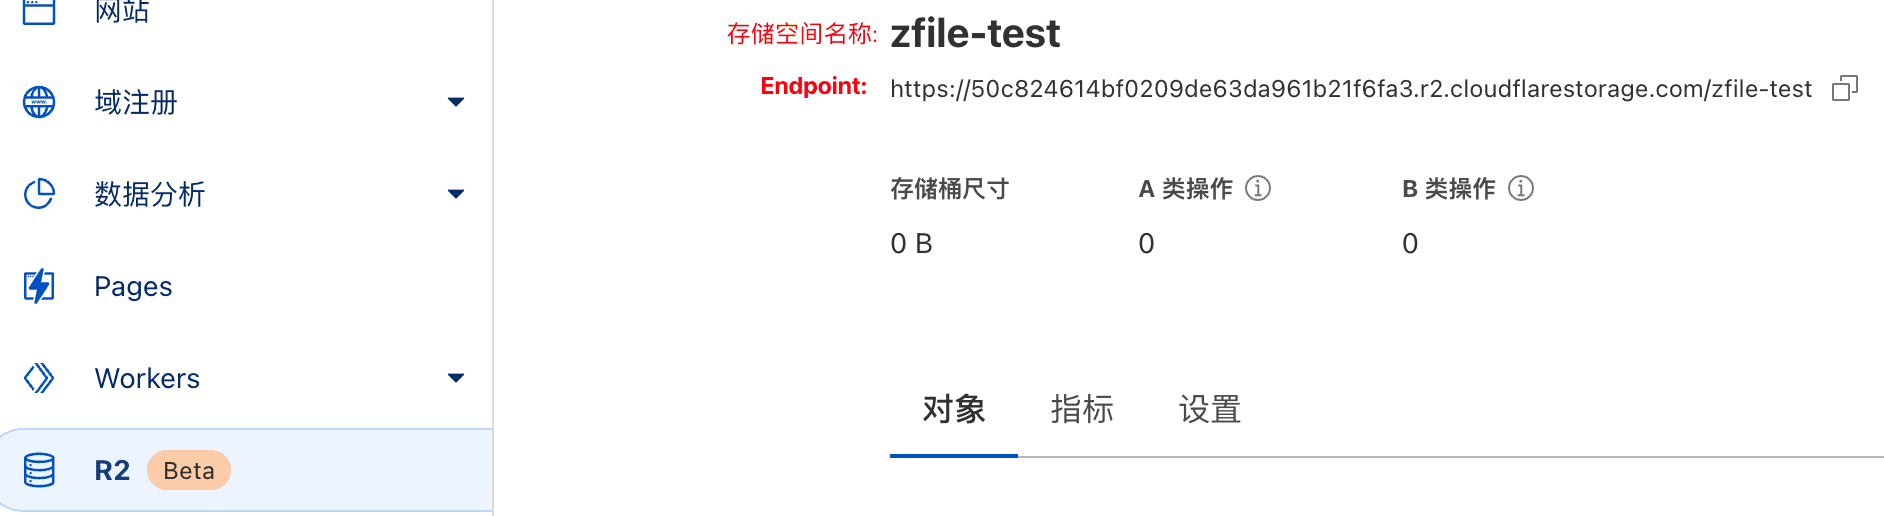 网站
域注册
数据分析
Pages
Workers
R2 Beta
存储空间名称: zfile-test
Endpoint: https://50c824614bf0209de63da961b21f6fa3.r2.cloudflarestorage.com/zfile-test
存储桶尺寸 A 类操作 B 类操作
0 B 0 0
对象 指标 设置